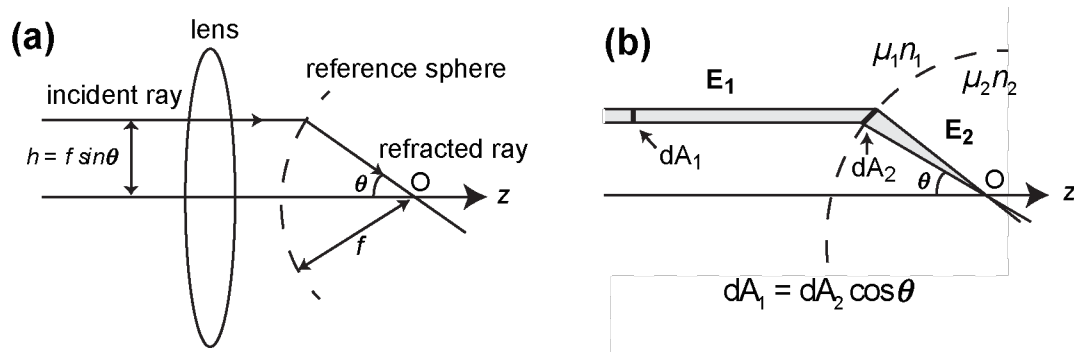 (a)
lens
reference sphere
incident ray
h = f sinθ
refracted ray
θ
O
z
f
(b)
μ₁n₁
μ₂n₂
E₁
E₂
dA₁
dA₂
θ
O
z
dA₁ = dA₂ cosθ